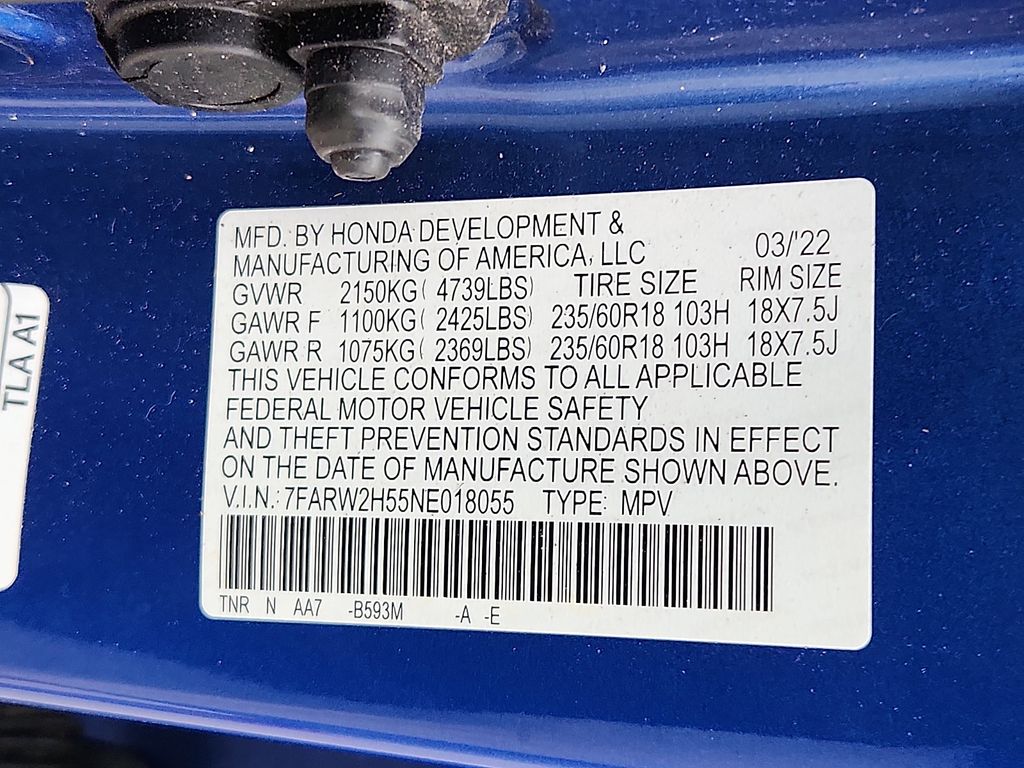 MFD. BY HONDA DEVELOPMENT &
MANUFACTURING OF AMERICA, LLC 03/'22
GVWR 2150KG( 4739LBS) TIRE SIZE RIM SIZE
GAWR F 1100KG( 2425LBS) 235/60R18 103H 18X7.5J
GAWR R 1075KG( 2369LBS) 235/60R18 103H 18X7.5J
THIS VEHICLE CONFORMS TO ALL APPLICABLE
FEDERAL MOTOR VEHICLE SAFETY
AND THEFT PREVENTION STANDARDS IN EFFECT
ON THE DATE OF MANUFACTURE SHOWN ABOVE.
V.I.N.: 7FARW2H55NE018055 TYPE: MPV
TNR N AA7 -B593M -A -E
TLA A1